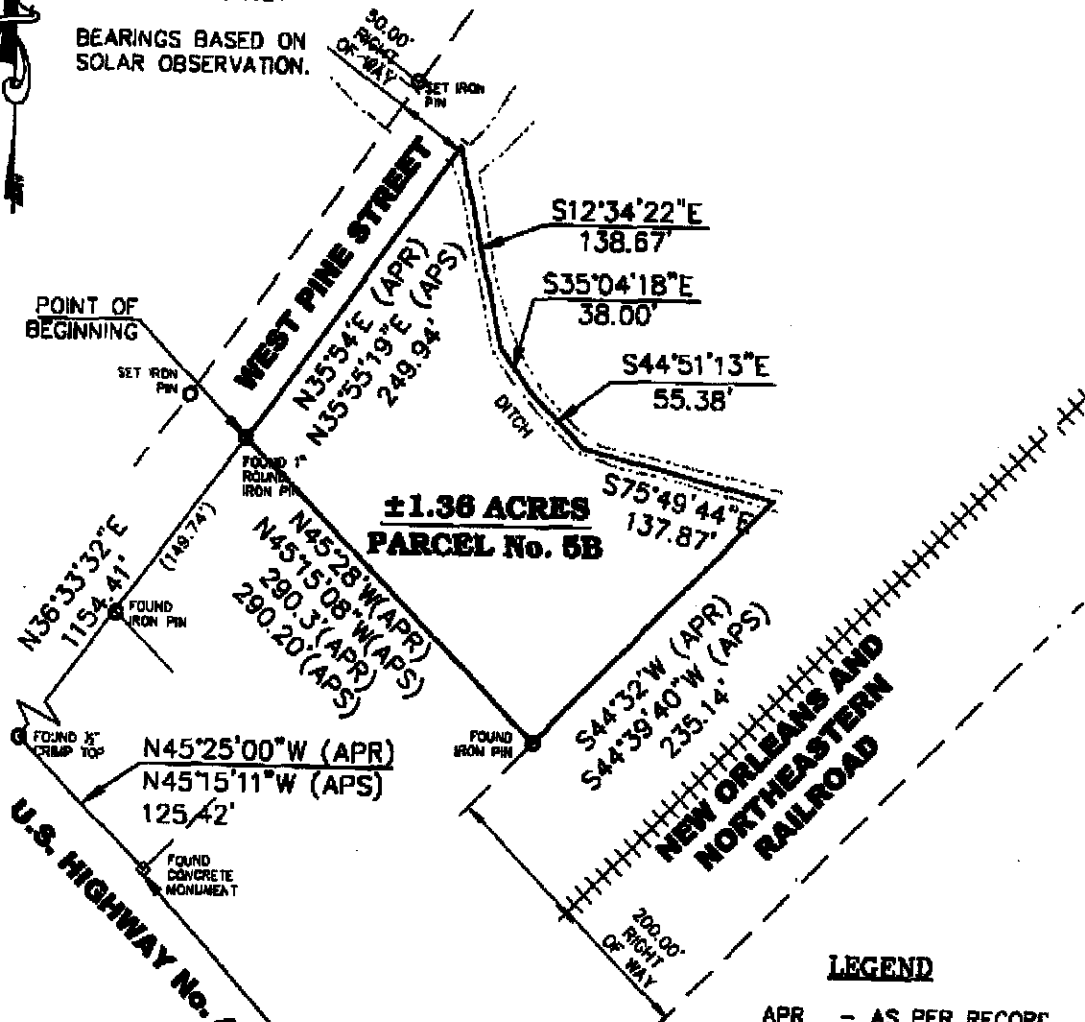 BEARINGS BASED ON
SOLAR OBSERVATION.
50.00'
RIGHT
OF WAY
SET IRON
PIN
WEST PINE STREET
S12°34'22"E
138.67'
S35°04'18"E
38.00'
S44°51'13"E
55.38'
POINT OF
BEGINNING
SET IRON
PIN
N35°54'E (APR)
N35°55'19"E (APS)
249.94'
DITCH
FOUND 1"
ROUND
IRON PIN
±1.36 ACRES
PARCEL No. 5B
S75°49'44"E
137.87'
N36°33'32"E
1154.41'
(149.74')
FOUND
IRON PIN
N45°28'W(APR)
N45°15'08"W(APS)
290.3'(APR)
290.20'(APS)
S44°32'W (APR)
S44°39'40"W (APS)
235.14'
FOUND
IRON PIN
NEW ORLEANS AND
NORTHEASTERN
RAILROAD
FOUND ½"
CRIMP TOP
N45°25'00"W (APR)
N45°15'11"W (APS)
125.42'
FOUND
CONCRETE
MONUMENT
U.S. HIGHWAY No.
200.00'
RIGHT
OF WAY
LEGEND
APR - AS PER RECORD